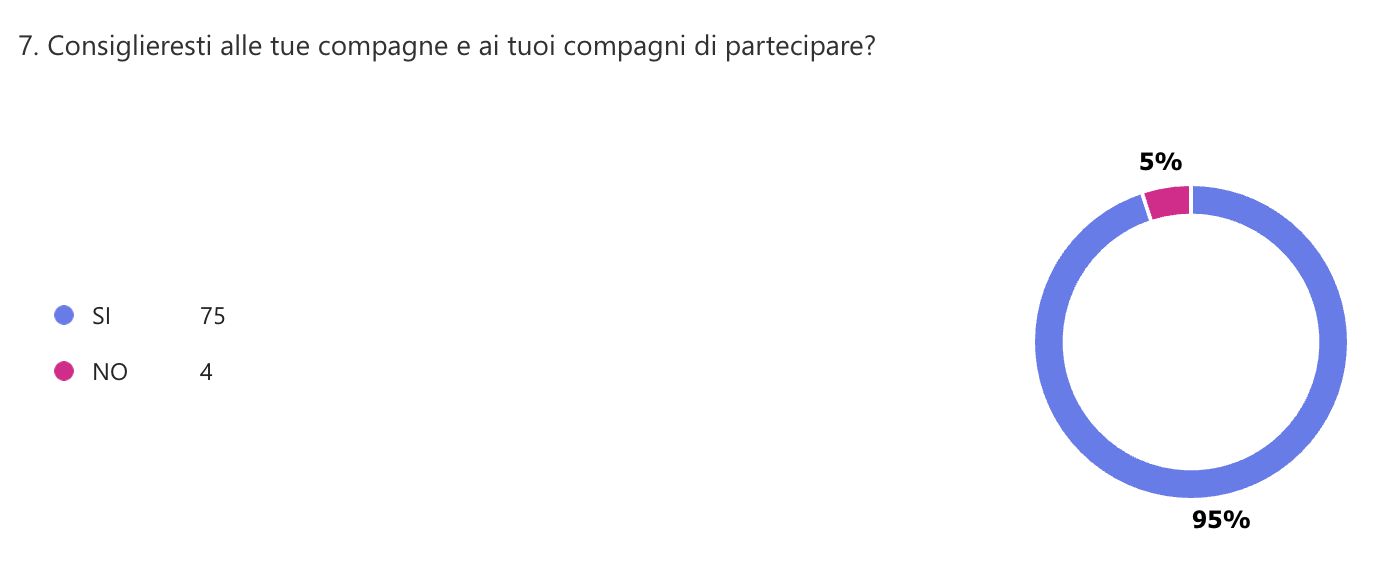 7. Consiglieresti alle tue compagne e ai tuoi compagni di partecipare?
5%
SI 75
NO 4
95%